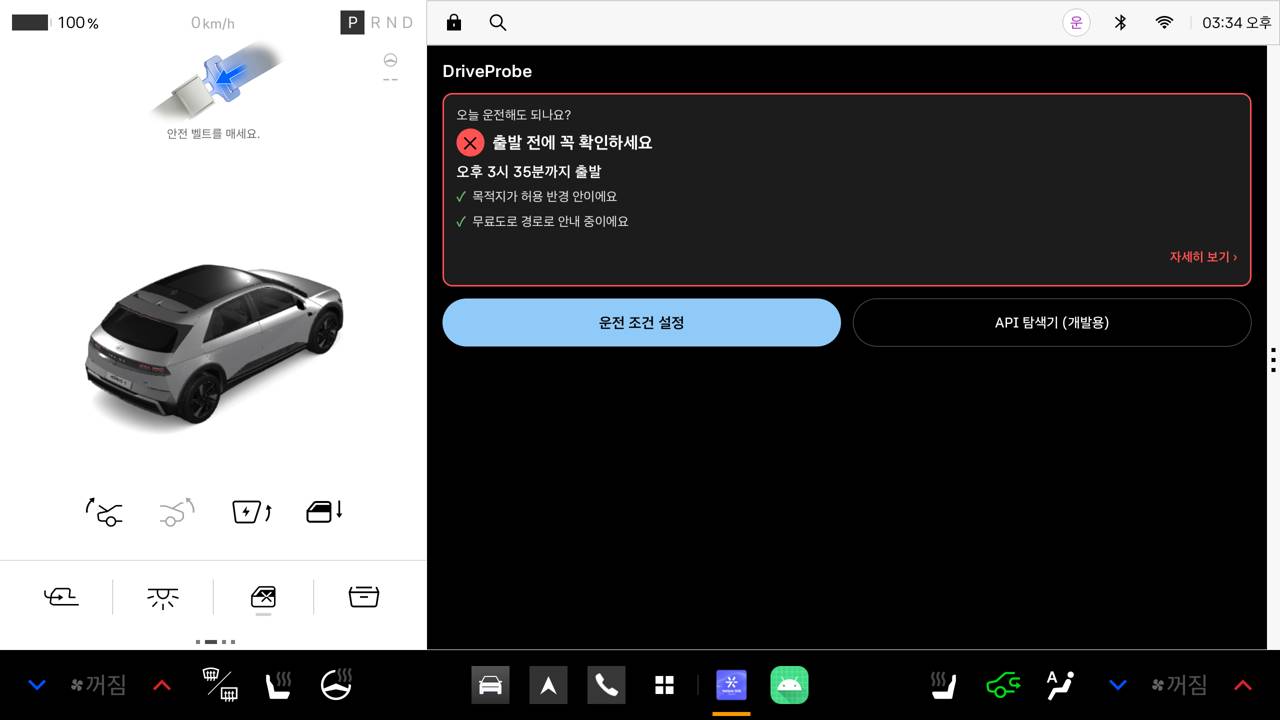 100 %
0 km/h
P R N D
운
03:34 오후
안전 벨트를 매세요.
DriveProbe
오늘 운전해도 되나요?
출발 전에 꼭 확인하세요
오후 3시 35분까지 출발
✓ 목적지가 허용 반경 안이에요
✓ 무료도로 경로로 안내 중이에요
자세히 보기 ›
운전 조건 설정
API 탐색기 (개발용)
꺼짐
A
꺼짐